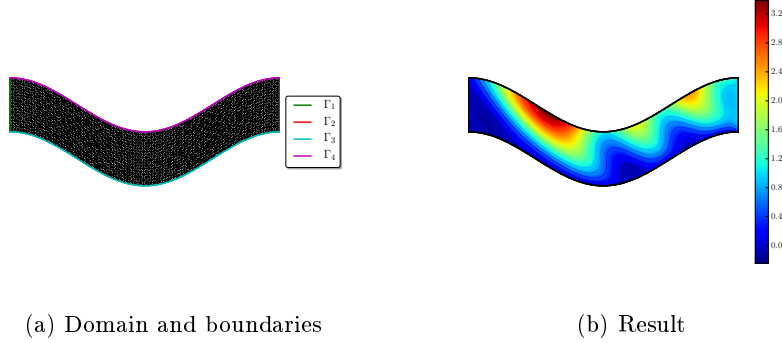 Γ₁
Γ₂
Γ₃
Γ₄
3.2
2.8
2.4
2.0
1.6
1.2
0.8
0.4
0.0
(a) Domain and boundaries
(b) Result